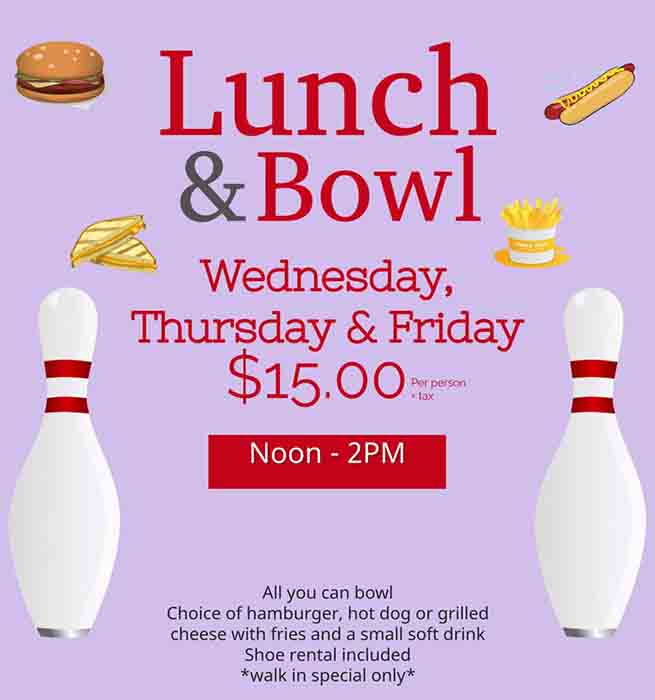 Lunch
& Bowl
Wednesday,
Thursday & Friday
$15.00 Per person
+ tax
Noon - 2PM
All you can bowl
Choice of hamburger, hot dog or grilled
cheese with fries and a small soft drink
Shoe rental included
*walk in special only*